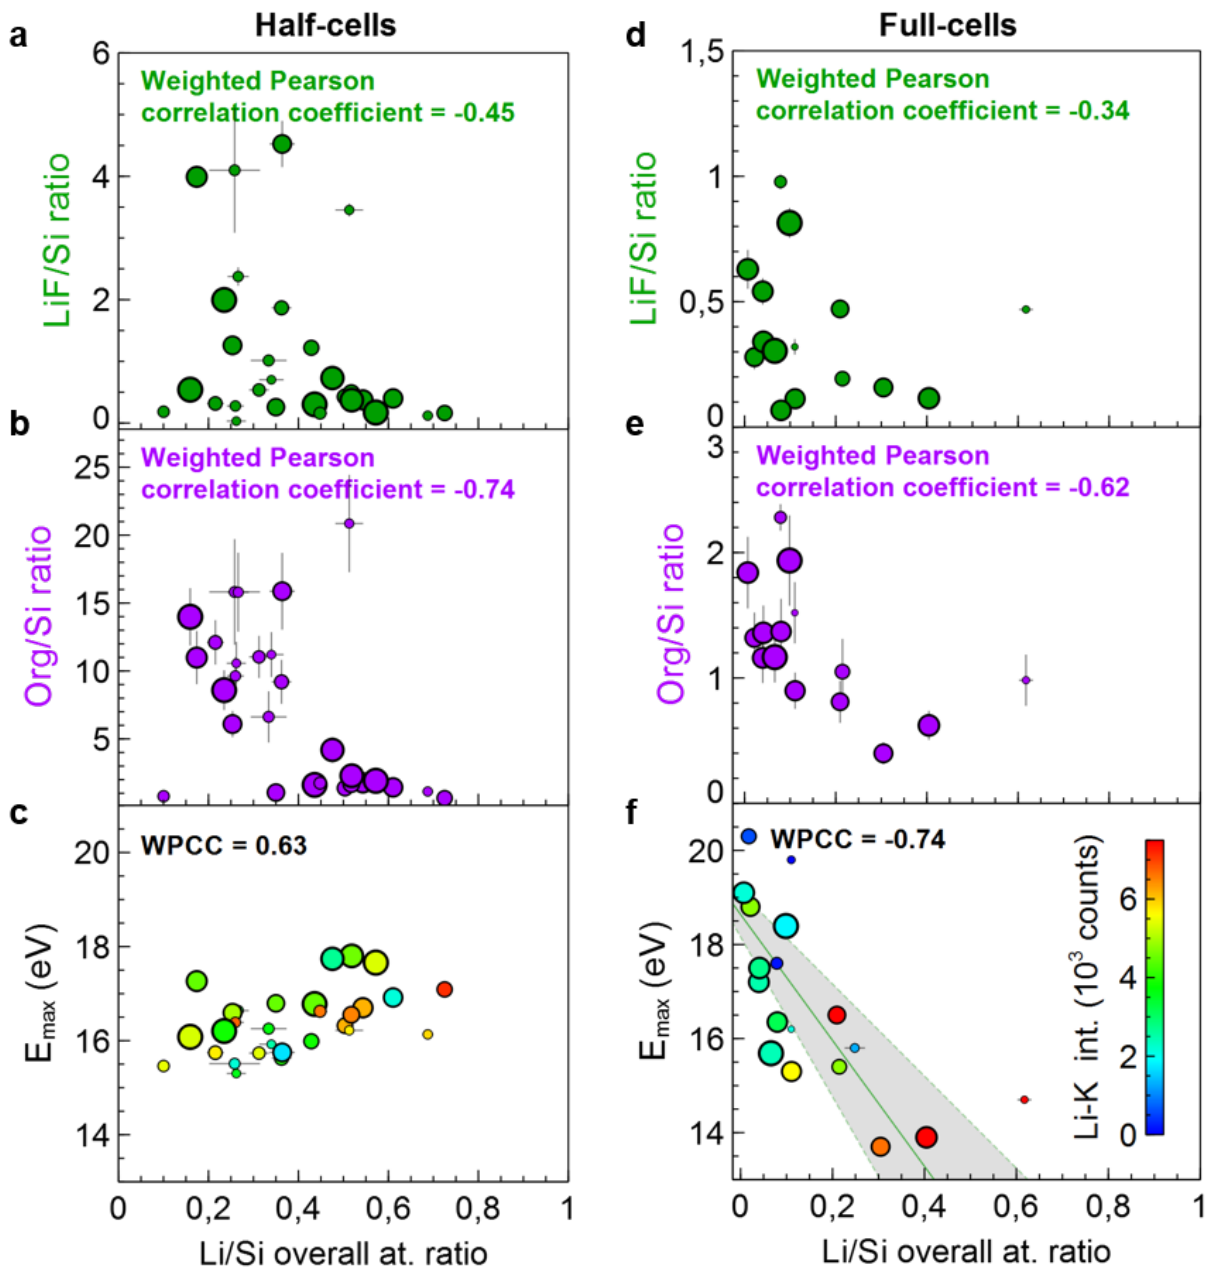 Half-cells
a
6
Weighted Pearson
correlation coefficient = -0.45
4
LiF/Si ratio
2
0
b
Weighted Pearson
correlation coefficient = -0.74
25
20
Org/Si ratio
15
10
5
c
WPCC = 0.63
20
18
Emax (eV)
16
14
0
0,2
0,4
0,6
0,8
1
Li/Si overall at. ratio
Full-cells
d
1,5
Weighted Pearson
correlation coefficient = -0.34
1
LiF/Si ratio
0,5
0
e
3
Weighted Pearson
correlation coefficient = -0.62
2
Org/Si ratio
1
0
f
WPCC = -0.74
20
18
Emax (eV)
16
14
Li-K int. (10³ counts)
6
4
2
0
0
0,2
0,4
0,6
0,8
1
Li/Si overall at. ratio